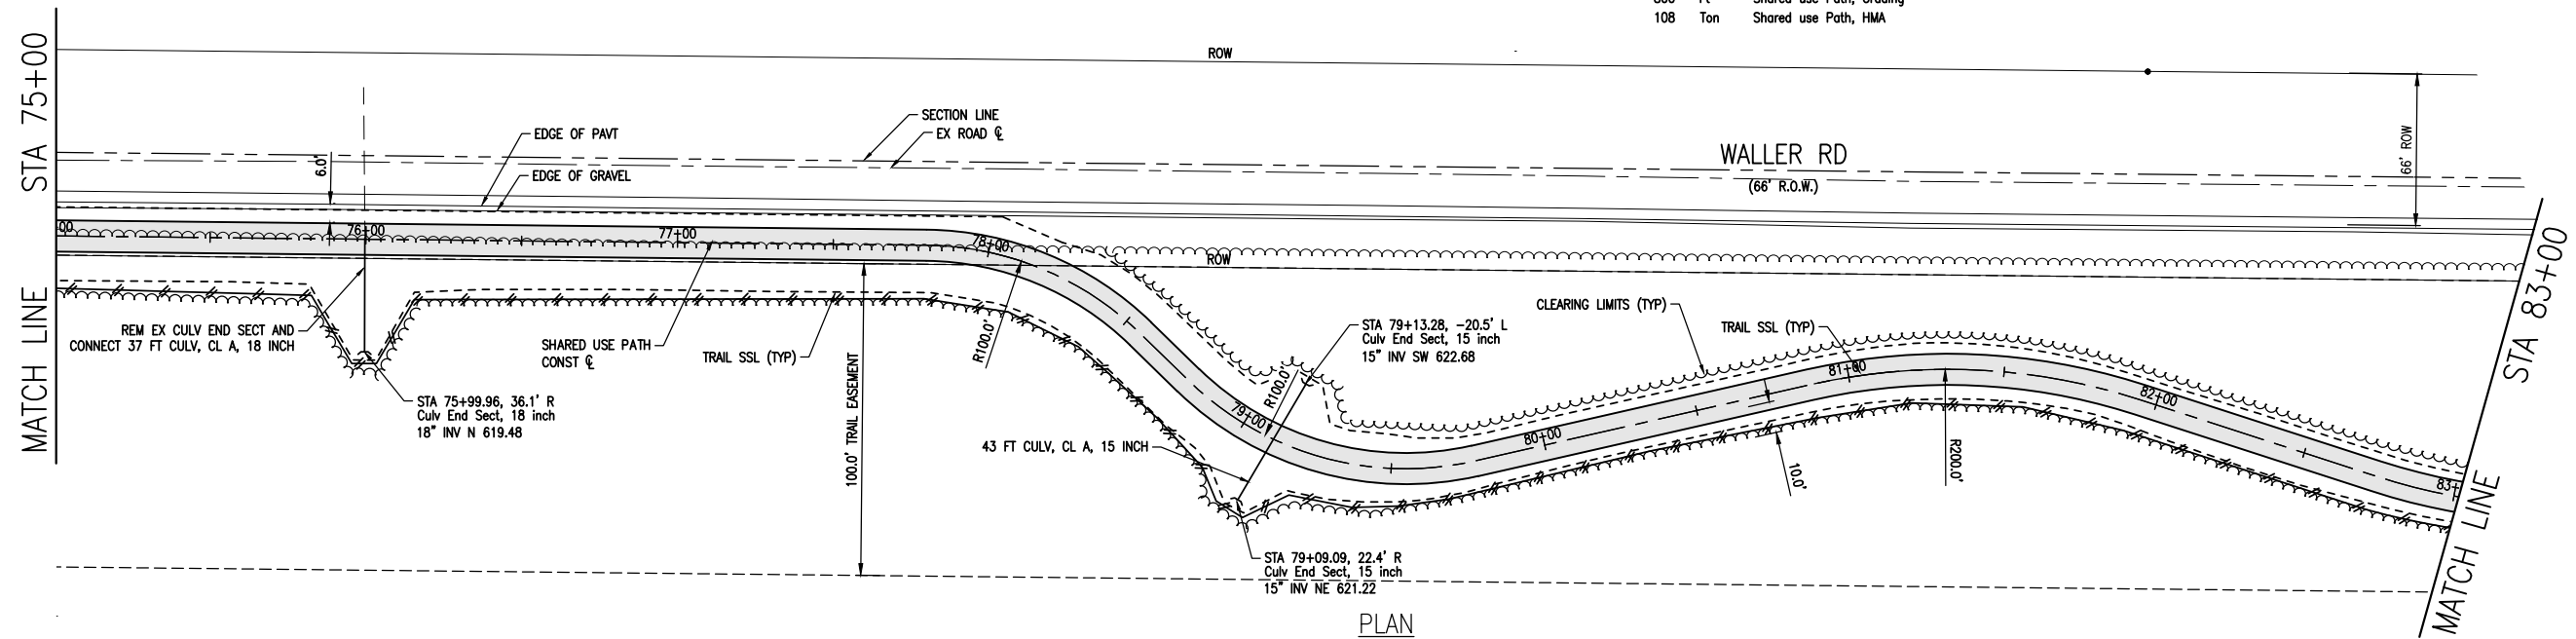 Shared use Path, Grading
108 Ton Shared use Path, HMA
STA 75+00
MATCH LINE
ROW
SECTION LINE
EX ROAD ℄
EDGE OF PAVT
EDGE OF GRAVEL
6.0'
WALLER RD
(66' R.O.W.)
66' ROW
00
76+00
77+00
78+00
ROW
REM EX CULV END SECT AND
CONNECT 37 FT CULV, CL A, 18 INCH
SHARED USE PATH
CONST ℄
TRAIL SSL (TYP)
100.0' TRAIL EASEMENT
R100.0'
STA 75+99.96, 36.1' R
Culv End Sect, 18 inch
18" INV N 619.48
STA 79+13.28, -20.5' L
Culv End Sect, 15 inch
15" INV SW 622.68
R100.0'
79+00
43 FT CULV, CL A, 15 INCH
STA 79+09.09, 22.4' R
Culv End Sect, 15 inch
15" INV NE 621.22
CLEARING LIMITS (TYP)
TRAIL SSL (TYP)
80+00
81+00
82+00
83+
10.0'
R200.0'
STA 83+00
MATCH LINE
PLAN